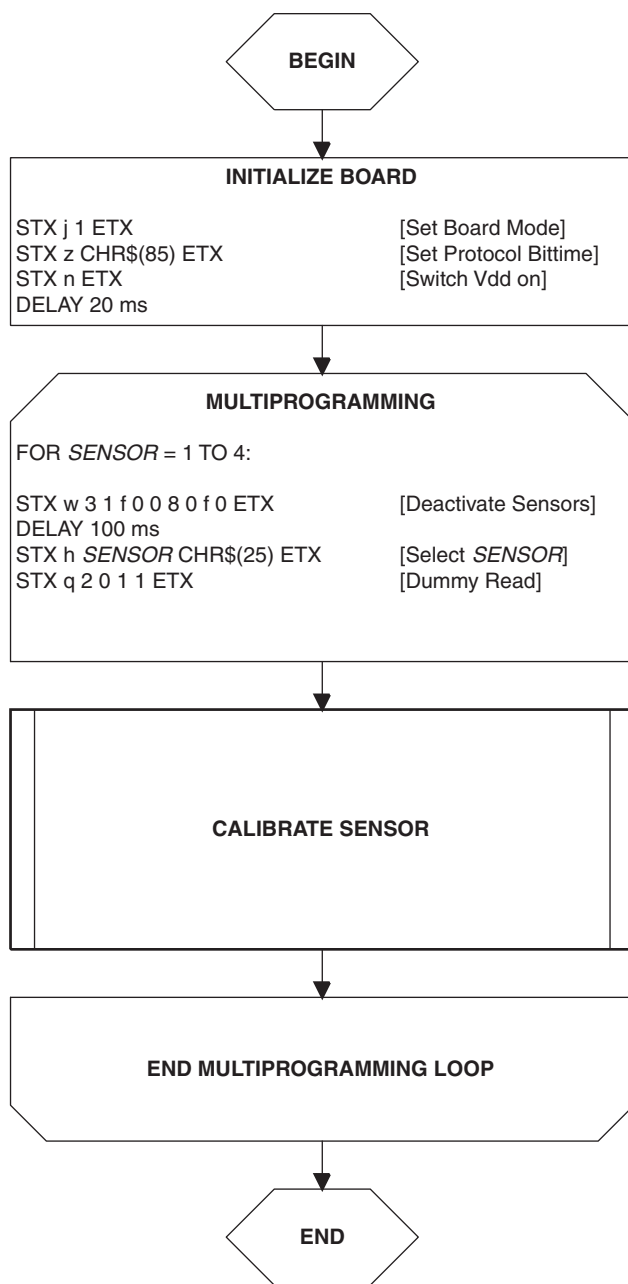 BEGIN
INITIALIZE BOARD
STX j 1 ETX [Set Board Mode]
STX z CHR$(85) ETX [Set Protocol Bittime]
STX n ETX [Switch Vdd on]
DELAY 20 ms
MULTIPROGRAMMING
FOR SENSOR = 1 TO 4:
STX w 3 1 f 0 0 8 0 f 0 ETX [Deactivate Sensors]
DELAY 100 ms
STX h SENSOR CHR$(25) ETX [Select SENSOR]
STX q 2 0 1 1 ETX [Dummy Read]
CALIBRATE SENSOR
END MULTIPROGRAMMING LOOP
END